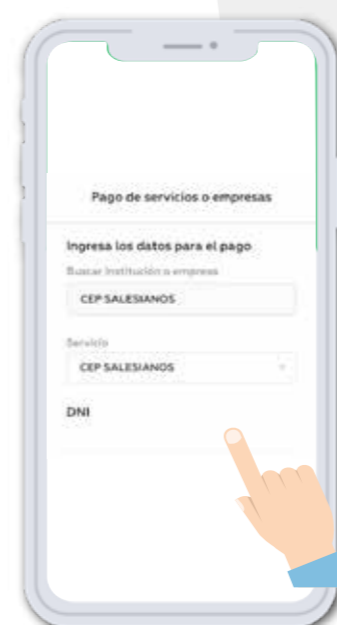 Pago de servicios o empresas
Ingresa los datos para el pago
Buscar institución o empresa
CEP SALESIANOS
Servicio
CEP SALESIANOS
DNI